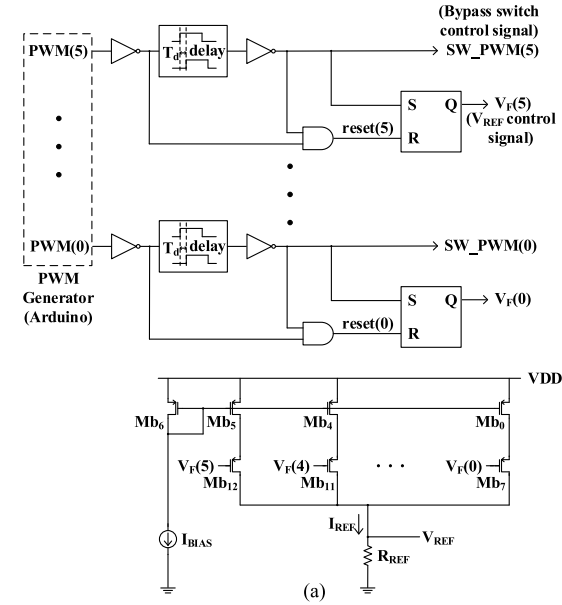 (Bypass switch
control signal)
PWM(5)
Td delay
SW_PWM(5)
S Q
VF(5)
(VREF control
signal)
reset(5)
R
PWM(0)
Td delay
SW_PWM(0)
PWM
Generator
(Arduino)
S Q
VF(0)
reset(0)
R
VDD
Mb6
Mb5
Mb4
Mb0
VF(5)
Mb12
VF(4)
Mb11
VF(0)
Mb7
IREF
VREF
IBIAS
RREF
(a)